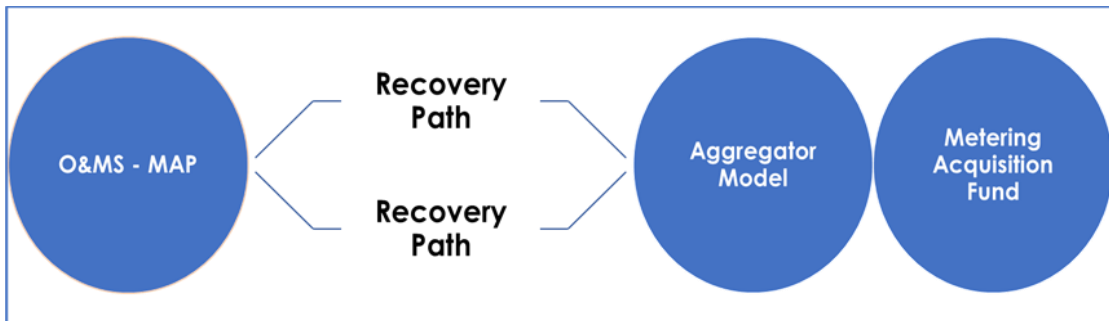 O&MS - MAP
Recovery
Path
Recovery
Path
Aggregator
Model
Metering
Acquisition
Fund